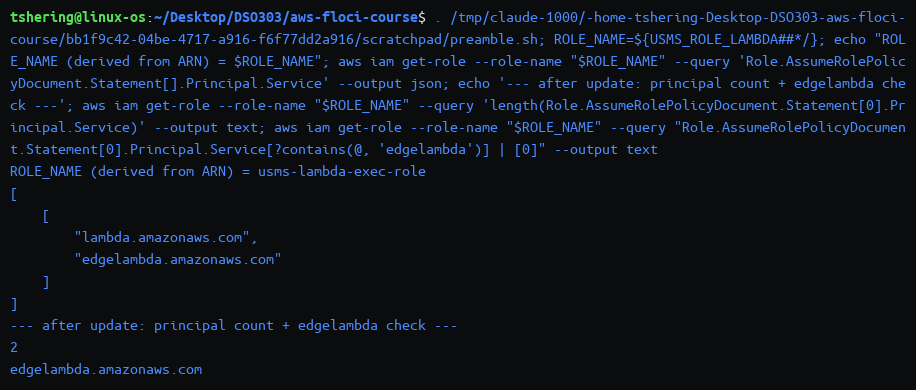 tshering@linux-os:~/Desktop/DSO303/aws-floci-course$ . /tmp/claude-1000/-home-tshering-Desktop-DSO303-aws-floci-
course/bb1f9c42-04be-4717-a916-f6f77dd2a916/scratchpad/preamble.sh; ROLE_NAME=${USMS_ROLE_LAMBDA##*/}; echo "ROL
E_NAME (derived from ARN) = $ROLE_NAME"; aws iam get-role --role-name "$ROLE_NAME" --query 'Role.AssumeRolePolic
yDocument.Statement[].Principal.Service' --output json; echo '--- after update: principal count + edgelambda che
ck ---'; aws iam get-role --role-name "$ROLE_NAME" --query 'length(Role.AssumeRolePolicyDocument.Statement[0].Pr
incipal.Service)' --output text; aws iam get-role --role-name "$ROLE_NAME" --query "Role.AssumeRolePolicyDocumen
t.Statement[0].Principal.Service[?contains(@, 'edgelambda')] | [0]" --output text
ROLE_NAME (derived from ARN) = usms-lambda-exec-role
[
    [
        "lambda.amazonaws.com",
        "edgelambda.amazonaws.com"
    ]
]
--- after update: principal count + edgelambda check ---
2
edgelambda.amazonaws.com